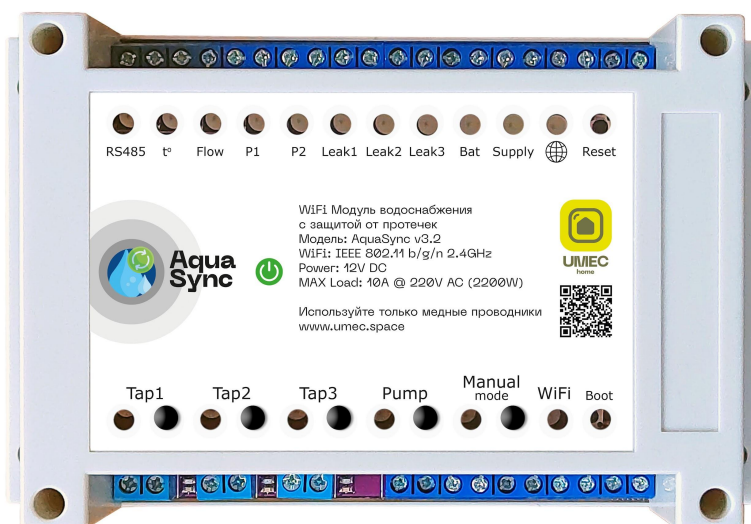 RS485 t° Flow P1 P2 Leak1 Leak2 Leak3 Bat Supply Reset
WiFi Модуль водоснабжения
с защитой от протечек
Модель: AquaSync v3.2
WiFi: IEEE 802.11 b/g/n 2.4GHz
Power: 12V DC
MAX Load: 10A @ 220V AC (2200W)
Используйте только медные проводники
www.umec.space
Aqua
Sync
UMEC
home
Tap1 Tap2 Tap3 Pump Manual mode WiFi Boot